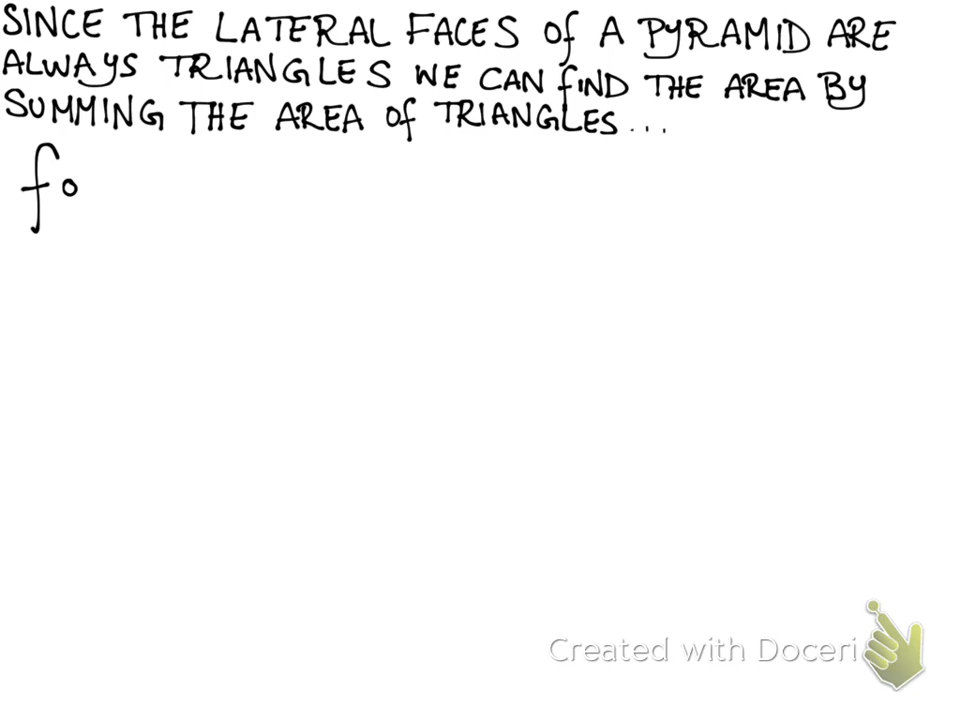 SINCE THE LATERAL FACES Of A PYRAMID ARE
ALWAYS TRIANGLES WE CAN fIND THE AREA BY
SUMMING THE AREA Of TRIANGLES...
fo
Created with Doceri